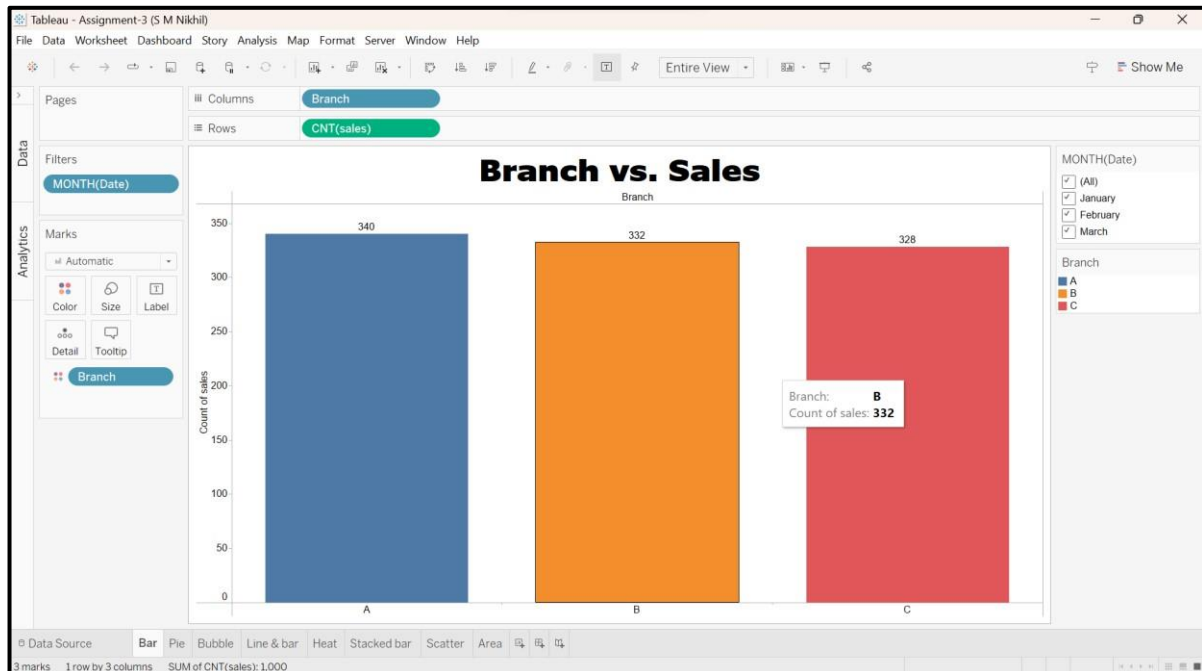 Tableau - Assignment-3 (S M Nikhil)
File Data Worksheet Dashboard Story Analysis Map Format Server Window Help
Entire View
Show Me
Data
Analytics
Pages
Filters
MONTH(Date)
Marks
Automatic
Color Size Label
Detail Tooltip
Branch
Columns Branch
Rows CNT(sales)
Branch vs. Sales
Branch
Count of sales
350
300
250
200
150
100
50
0
340
332
328
Branch: B
Count of sales: 332
A B C
MONTH(Date)
(All)
January
February
March
Branch
A
B
C
Data Source Bar Pie Bubble Line & bar Heat Stacked bar Scatter Area
3 marks 1 row by 3 columns SUM of CNT(sales): 1,000